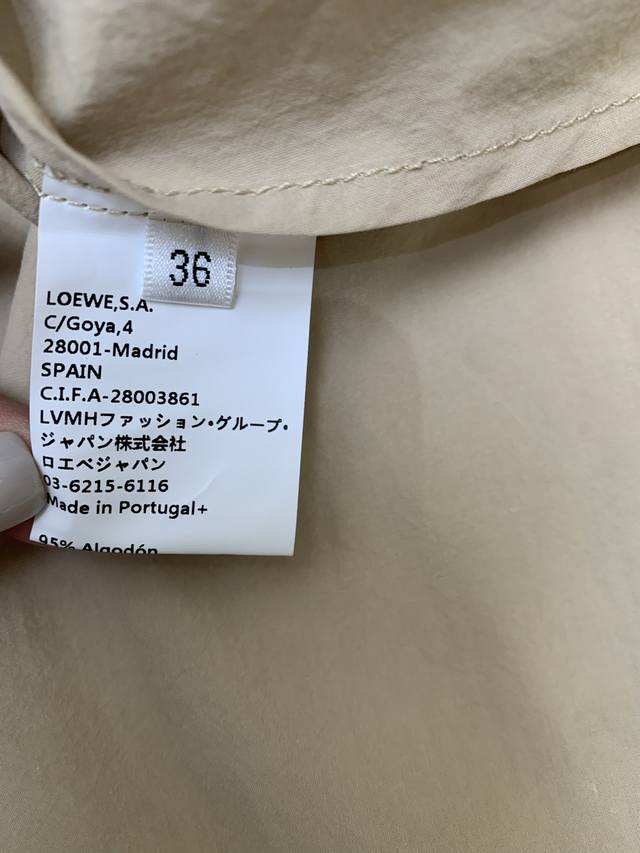 36
LOEWE,S.A.
C/Goya,4
28001-Madrid
SPAIN
C.I.F.A-28003861
LVMHファッション・グループ・
ジャパン株式会社
ロエベジャパン
03-6215-6116
Made in Portugal+
95% Algodón